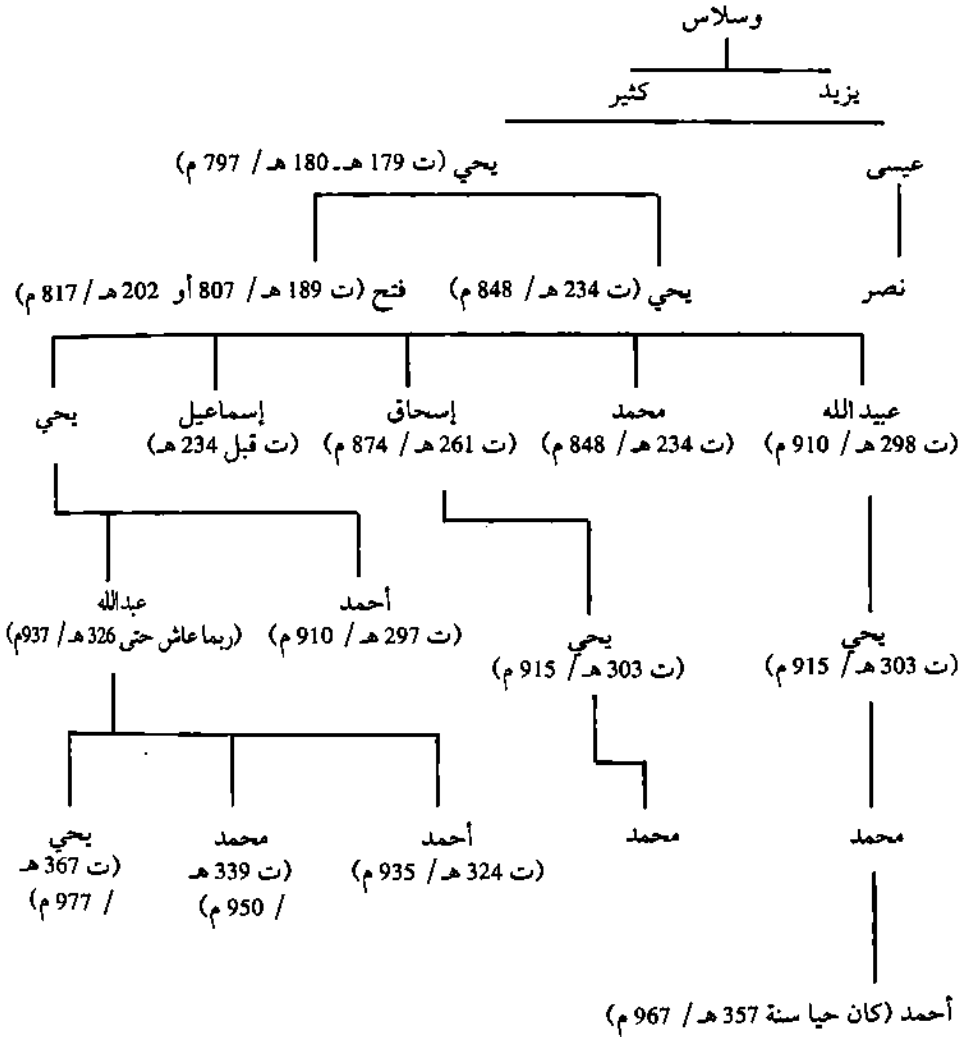 وسلاس
يزيد كثير
عيسى يحي (ت 179 هـ ـ 180 هـ / 797 م)
نصر يحي (ت 234 هـ / 848 م) فتح (ت 189 هـ / 807 أو 202 هـ / 817 م)
عبيد الله محمد إسحاق إسماعيل يحي
(ت 298 هـ / 910 م) (ت 234 هـ / 848 م) (ت 261 هـ / 874 م) (ت قبل 234 هـ)
أحمد عبدالله
(ت 297 هـ / 910 م) (ربما عاش حتى 326 هـ / 937م)
يحي يحي
(ت 303 هـ / 915 م) (ت 303 هـ / 915 م)
محمد محمد أحمد محمد يحي
(ت 324 هـ / 935 م) (ت 339 هـ (ت 367 هـ
/ 950 م) / 977 م)
أحمد (كان حيا سنة 357 هـ / 967 م)